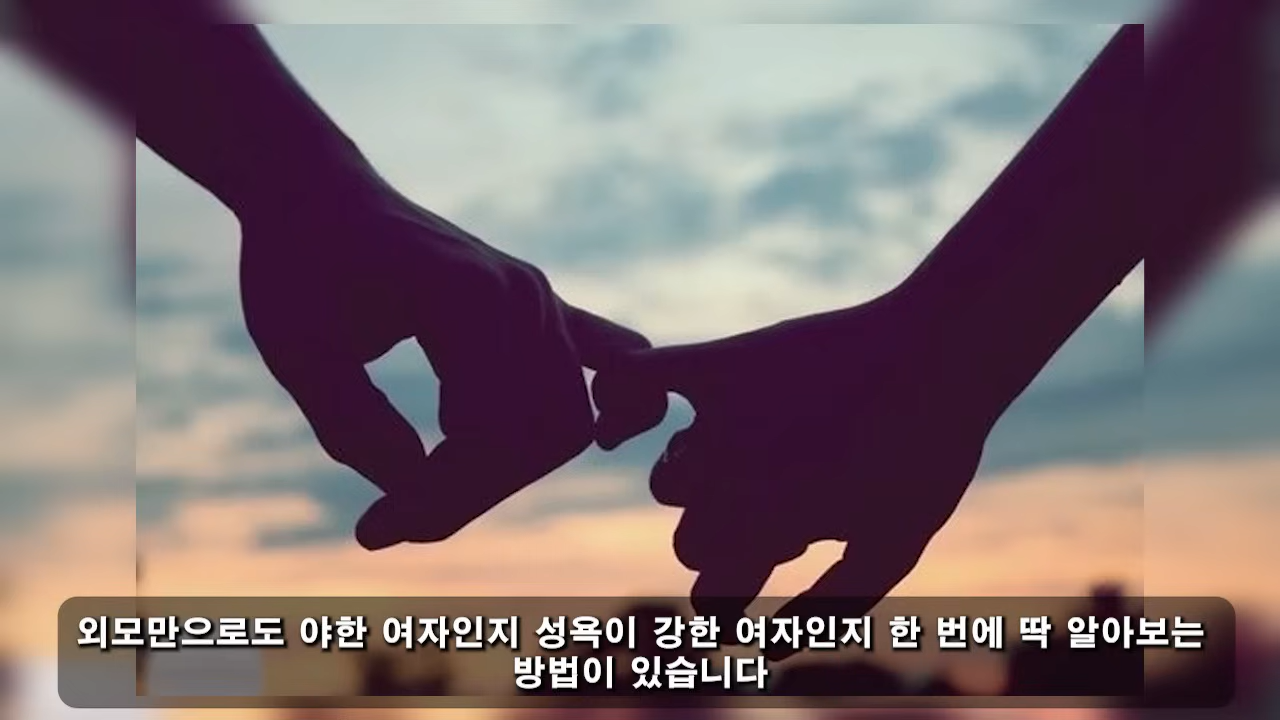 외모만으로도 야한 여자인지 성욕이 강한 여자인지 한 번에 딱 알아보는
방법이 있습니다